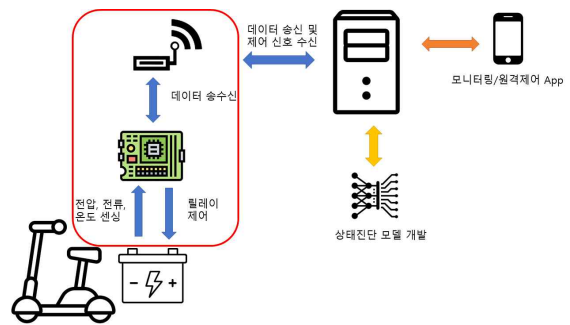 데이터 송신 및
제어 신호 수신
모니터링/원격제어 App
데이터 송수신
전압, 전류,
온도 센싱
릴레이
제어
상태진단 모델 개발